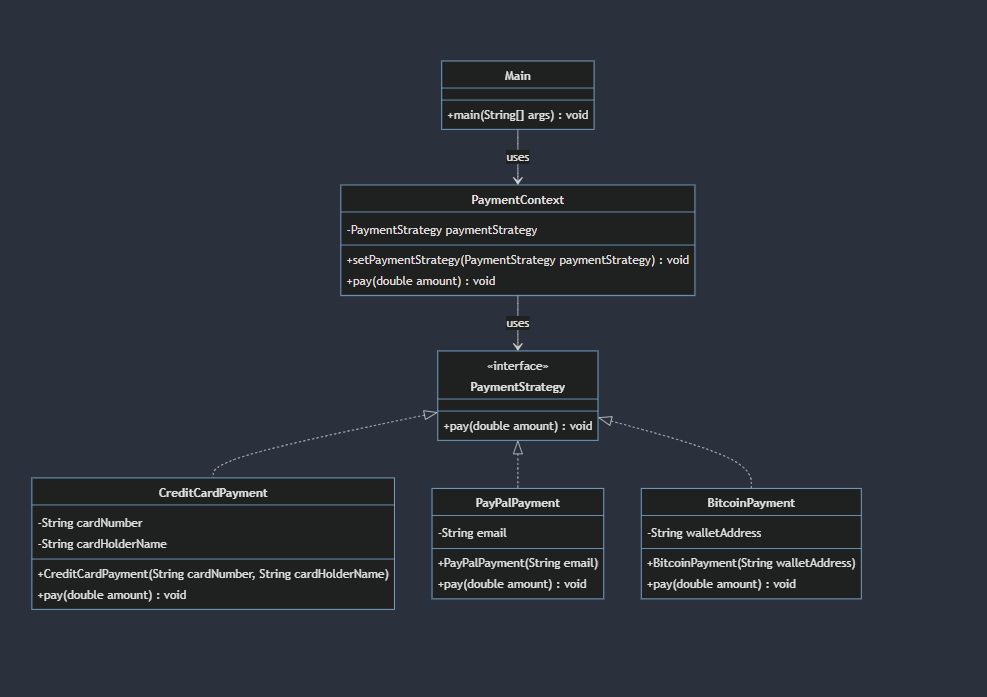 Main
+main(String[] args) : void
uses
PaymentContext
-PaymentStrategy paymentStrategy
+setPaymentStrategy(PaymentStrategy paymentStrategy) : void
+pay(double amount) : void
uses
«interface»
PaymentStrategy
+pay(double amount) : void
CreditCardPayment
-String cardNumber
-String cardHolderName
+CreditCardPayment(String cardNumber, String cardHolderName)
+pay(double amount) : void
PayPalPayment
-String email
+PayPalPayment(String email)
+pay(double amount) : void
BitcoinPayment
-String walletAddress
+BitcoinPayment(String walletAddress)
+pay(double amount) : void